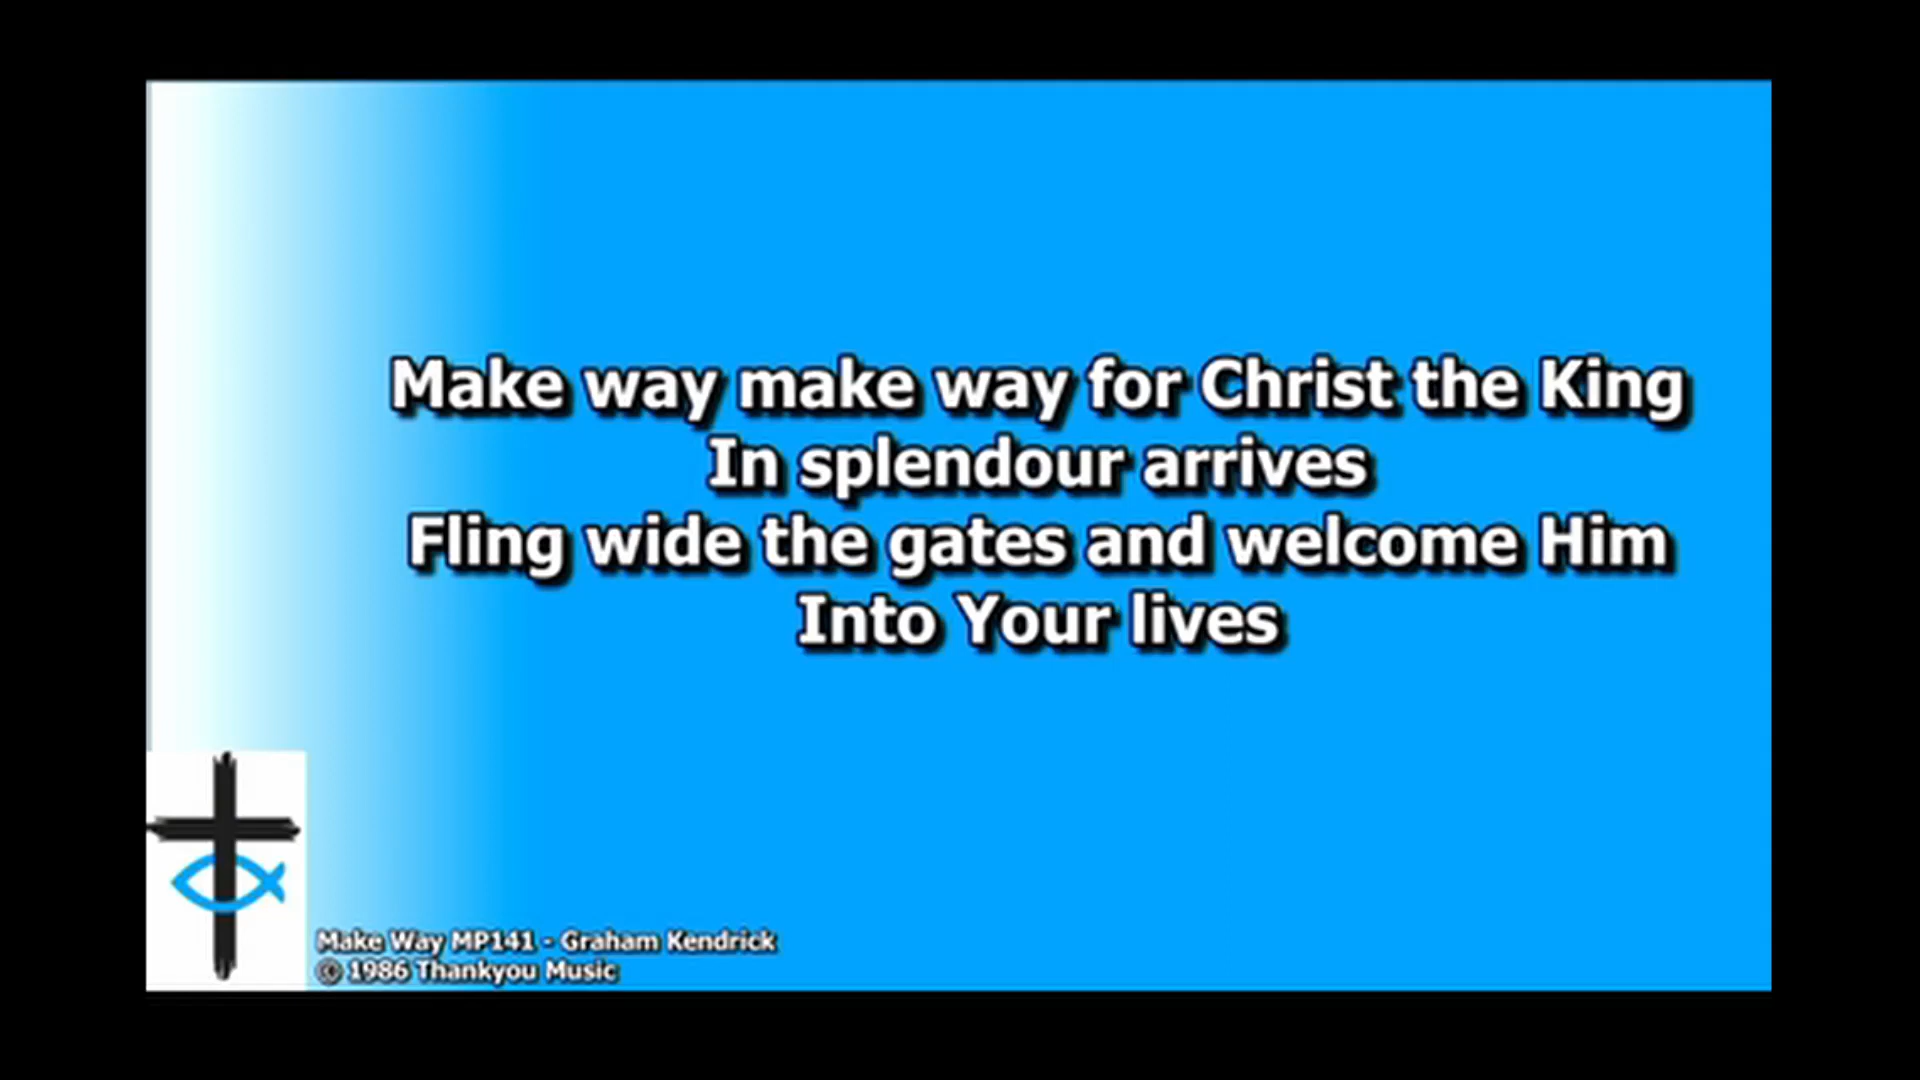 Make way make way for Christ the King
In splendour arrives
Fling wide the gates and welcome Him
Into Your lives
Make Way MP141 - Graham Kendrick
© 1986 Thankyou Music